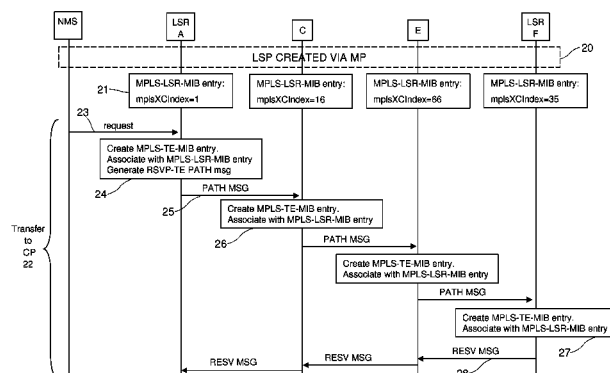 NMS
LSR
A
C
E
LSR
F
LSP CREATED VIA MP
20
21
MPLS-LSR-MIB entry:
mplsXCIndex=1
MPLS-LSR-MIB entry:
mplsXCIndex=16
MPLS-LSR-MIB entry:
mplsXCIndex=66
MPLS-LSR-MIB entry:
mplsXCIndex=35
23
request
Create MPLS-TE-MIB entry.
Associate with MPLS-LSR-MIB entry
Generate RSVP-TE PATH msg
24
25
PATH MSG
Create MPLS-TE-MIB entry.
Associate with MPLS-LSR-MIB entry
26
Transfer
to
CP
22
PATH MSG
Create MPLS-TE-MIB entry.
Associate with MPLS-LSR-MIB entry
PATH MSG
Create MPLS-TE-MIB entry.
Associate with MPLS-LSR-MIB entry
27
RESV MSG
RESV MSG
RESV MSG
28